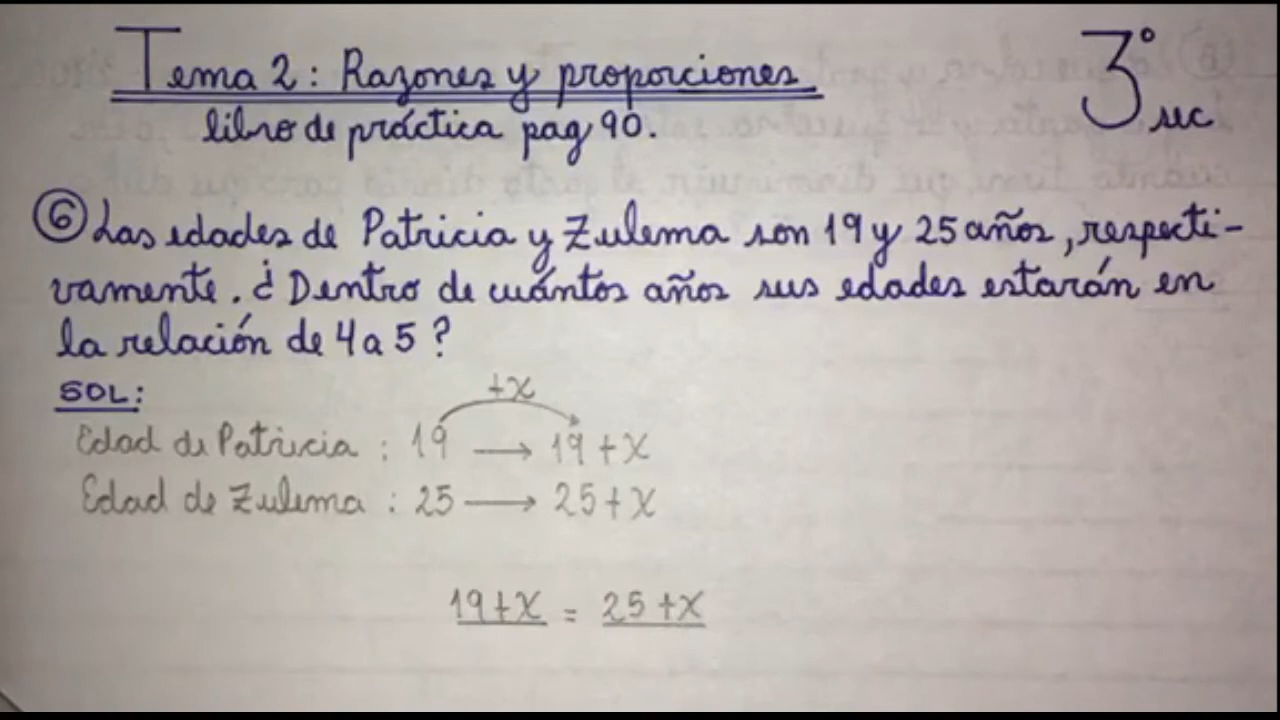 Tema 2: Razones y proporciones
3° sec
libro de práctica pag 90.
⑥ Las edades de Patricia y Zulema son 19 y 25 años, respecti-
vamente. ¿ Dentro de cuántos años sus edades estarán en
la relación de 4 a 5 ?
SOL:
+x
Edad de Patricia : 19 → 19+x
Edad de Zulema : 25 → 25+x
19+x = 25+x